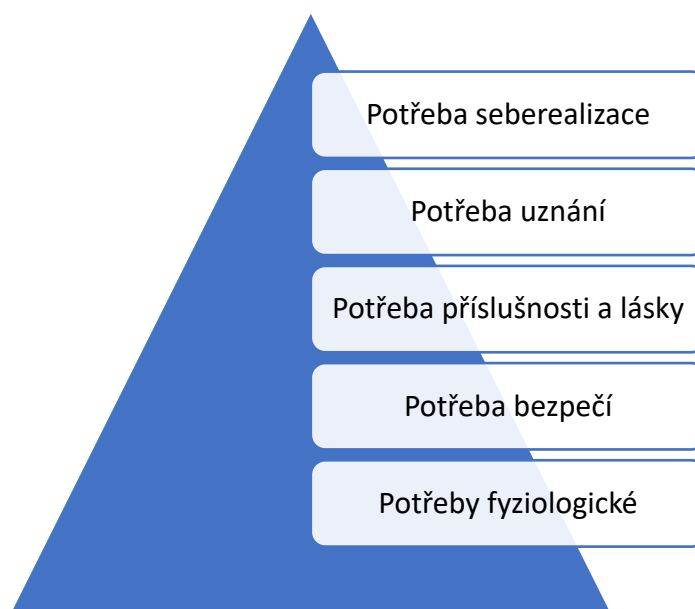 Potřeba seberealizace
Potřeba uznání
Potřeba příslušnosti a lásky
Potřeba bezpečí
Potřeby fyziologické